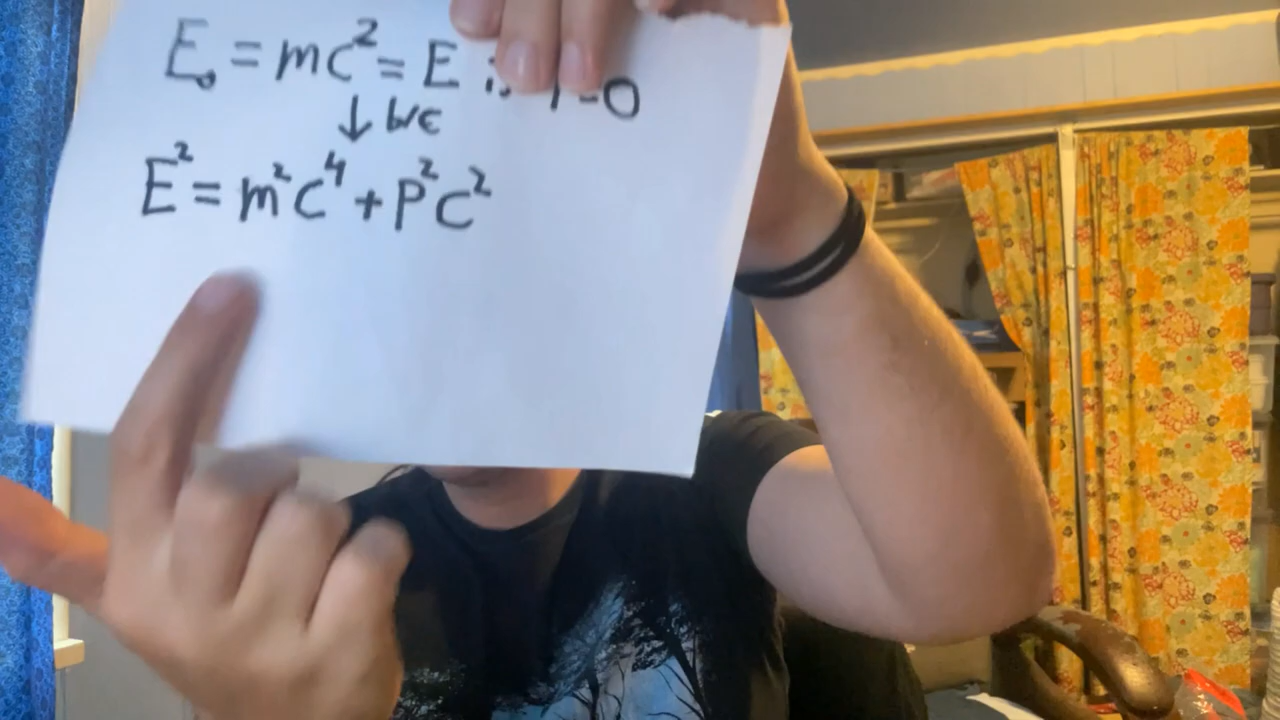 E₀ = mc² = E
↓ we
E² = m²c⁴ + P²c²